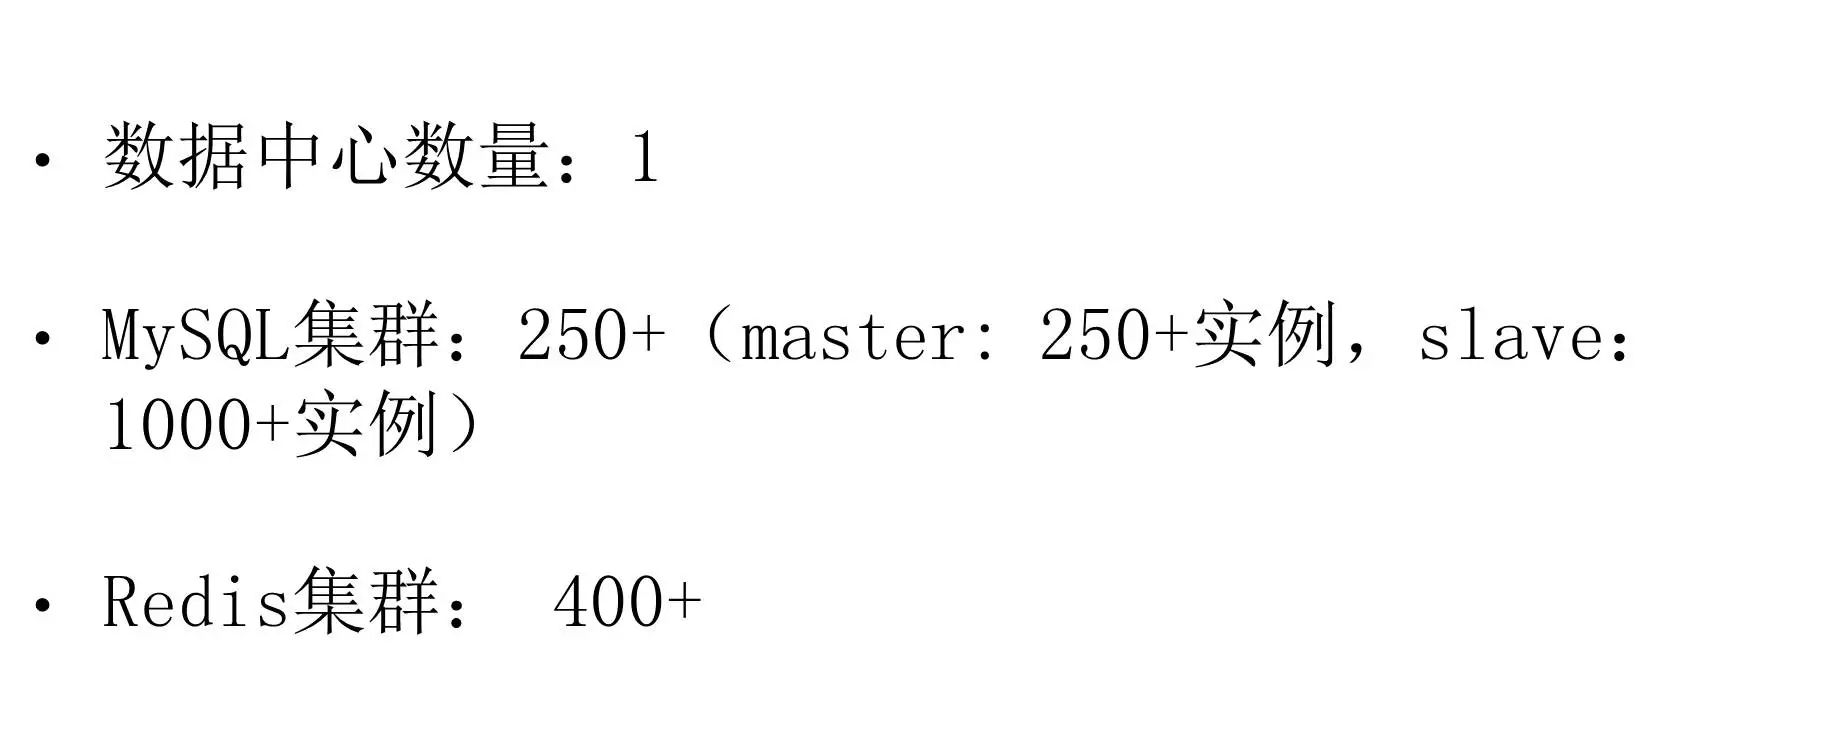 • 数据中心数量：1
• MySQL集群：250+（master: 250+实例，slave：
1000+实例）
• Redis集群： 400+